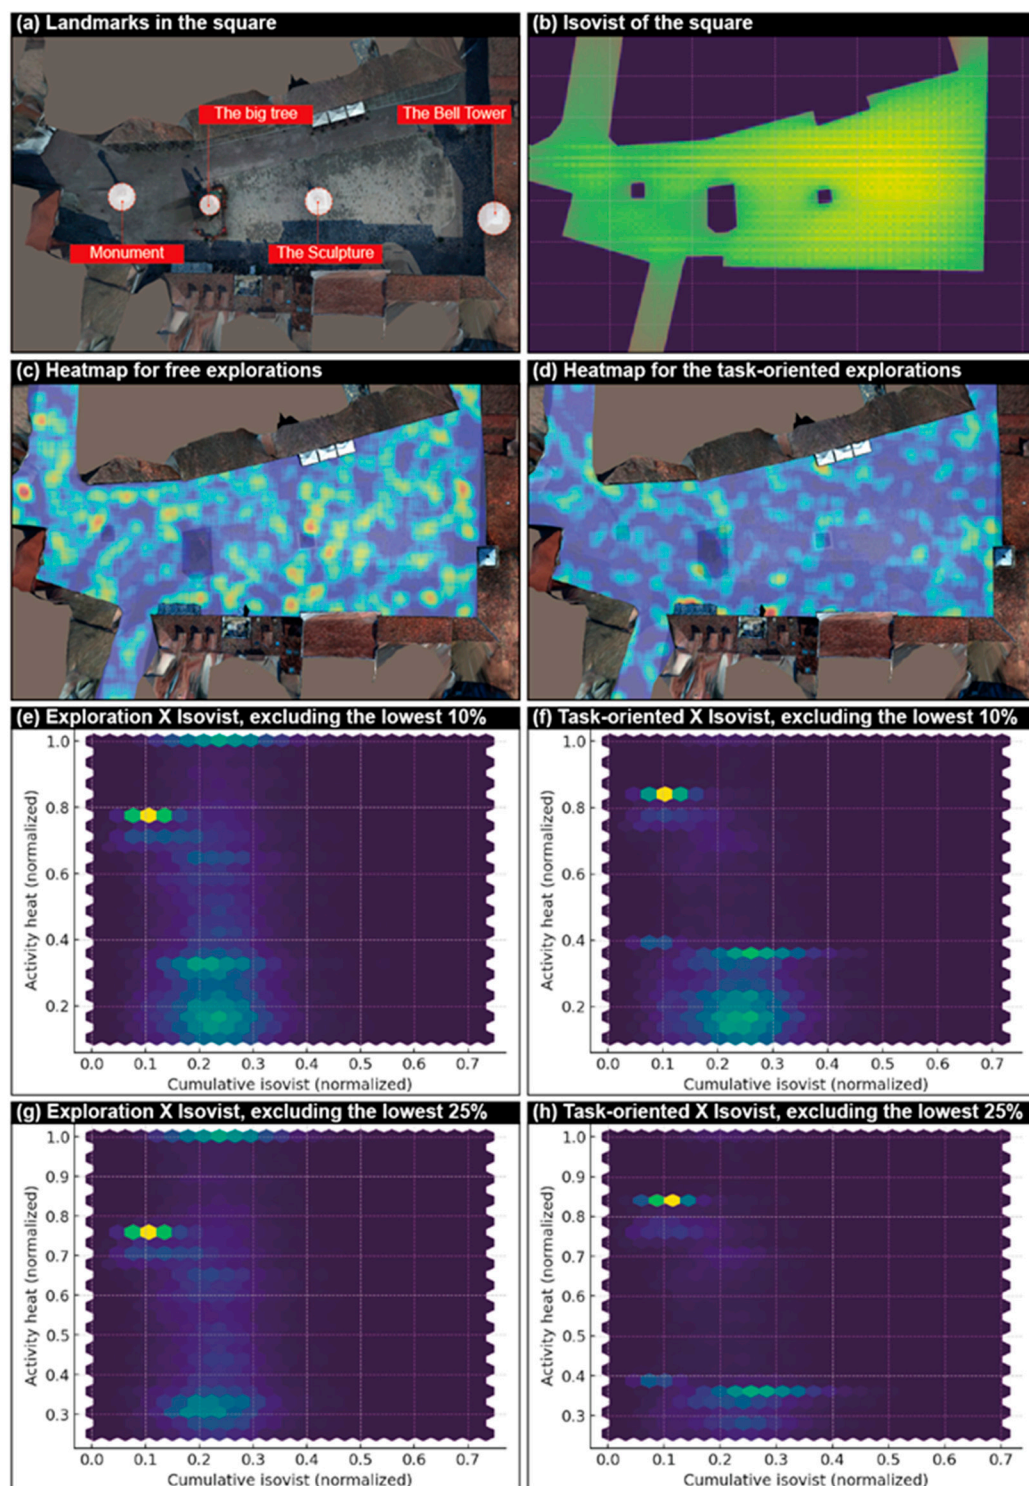 (a) Landmarks in the square
The big tree
The Bell Tower
Monument
The Sculpture
(b) Isovist of the square
(c) Heatmap for free explorations
(d) Heatmap for the task-oriented explorations
(e) Exploration X Isovist, excluding the lowest 10%
Activity heat (normalized)
1.0
0.8
0.6
0.4
0.2
0.0 0.1 0.2 0.3 0.4 0.5 0.6 0.7
Cumulative isovist (normalized)
(f) Task-oriented X Isovist, excluding the lowest 10%
Activity heat (normalized)
1.0
0.8
0.6
0.4
0.2
0.0 0.1 0.2 0.3 0.4 0.5 0.6 0.7
Cumulative isovist (normalized)
(g) Exploration X Isovist, excluding the lowest 25%
Activity heat (normalized)
1.0
0.9
0.8
0.7
0.6
0.5
0.4
0.3
0.0 0.1 0.2 0.3 0.4 0.5 0.6 0.7
Cumulative isovist (normalized)
(h) Task-oriented X Isovist, excluding the lowest 25%
Activity heat (normalized)
1.0
0.9
0.8
0.7
0.6
0.5
0.4
0.3
0.0 0.1 0.2 0.3 0.4 0.5 0.6 0.7
Cumulative isovist (normalized)